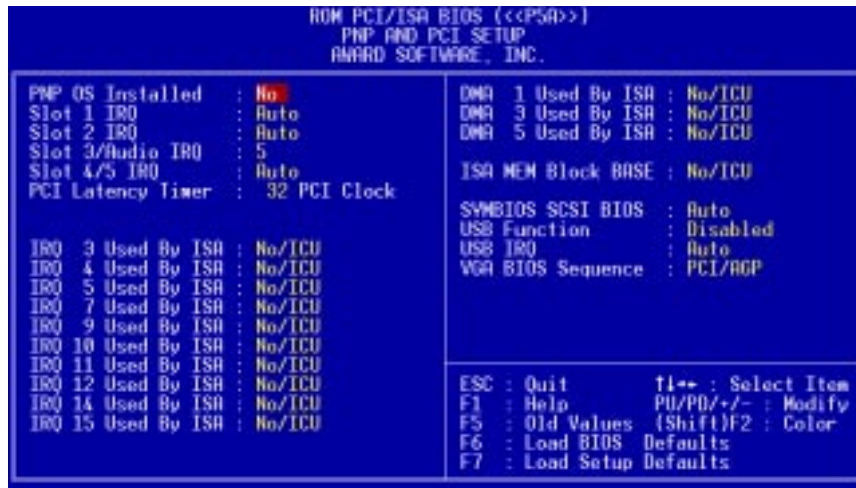 ROM PCI/ISA BIOS (<<P5A>>)
PNP AND PCI SETUP
AWARD SOFTWARE, INC.
PNP OS Installed : No
Slot 1 IRQ : Auto
Slot 2 IRQ : Auto
Slot 3/Audio IRQ : 5
Slot 4/5 IRQ : Auto
PCI Latency Timer : 32 PCI Clock
IRQ 3 Used By ISA : No/ICU
IRQ 4 Used By ISA : No/ICU
IRQ 5 Used By ISA : No/ICU
IRQ 7 Used By ISA : No/ICU
IRQ 9 Used By ISA : No/ICU
IRQ 10 Used By ISA : No/ICU
IRQ 11 Used By ISA : No/ICU
IRQ 12 Used By ISA : No/ICU
IRQ 14 Used By ISA : No/ICU
IRQ 15 Used By ISA : No/ICU
DMA 1 Used By ISA : No/ICU
DMA 3 Used By ISA : No/ICU
DMA 5 Used By ISA : No/ICU
ISA MEM Block BASE : No/ICU
SYMBIOS SCSI BIOS : Auto
USB Function : Disabled
USB IRQ : Auto
VGA BIOS Sequence : PCI/AGP
ESC : Quit ↑↓→← : Select Item
F1 : Help PU/PD/+/- : Modify
F5 : Old Values (Shift)F2 : Color
F6 : Load BIOS Defaults
F7 : Load Setup Defaults